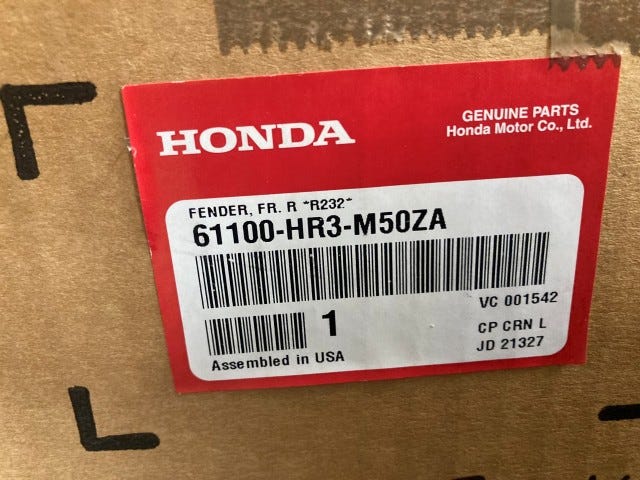 HONDA
GENUINE PARTS
Honda Motor Co., Ltd.
FENDER, FR. R *R232*
61100-HR3-M50ZA
VC 001542
1
CP CRN L
Assembled in USA
JD 21327